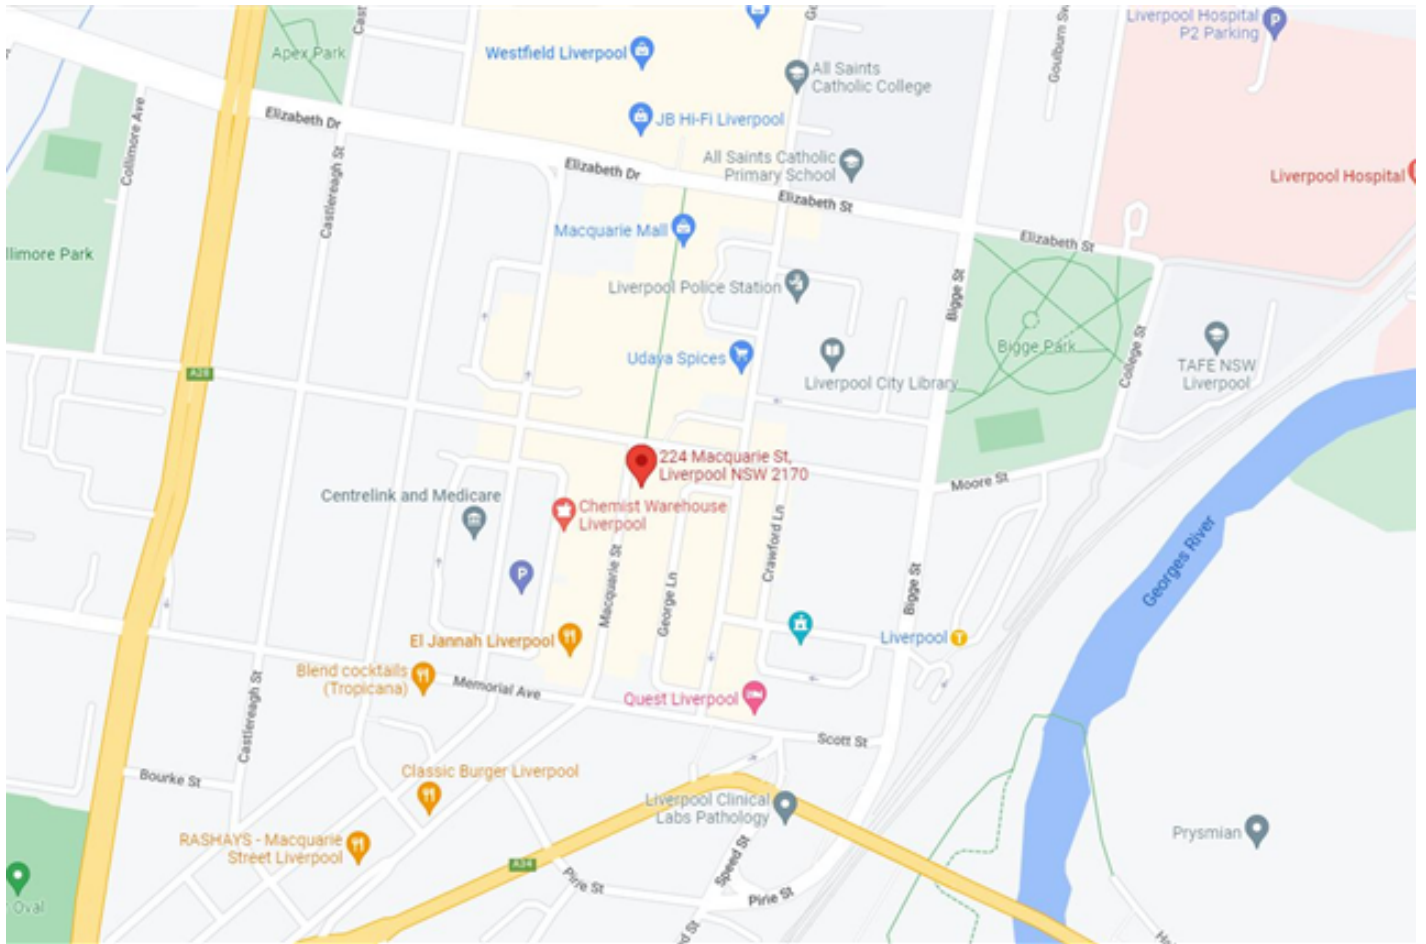 Liverpool Hospital
P2 Parking
Apex Park
Westfield Liverpool
All Saints
Catholic College
Goulburn Sw
Collimore Ave
Elizabeth Dr
JB Hi-Fi Liverpool
Castlereagh St
Elizabeth Dr
All Saints Catholic
Primary School
Liverpool Hospital
Elizabeth St
Macquarie Mall
Elizabeth St
llimore Park
Liverpool Police Station
Bigge St
Bigge Park
College St
TAFE NSW
Liverpool
Udaya Spices
Liverpool City Library
A28
224 Macquarie St,
Liverpool NSW 2170
Moore St
Centrelink and Medicare
Chemist Warehouse
Liverpool
Crawford Ln
Georges River
P
Macquarie St
George Ln
Bigge St
El Jannah Liverpool
Liverpool T
Blend cocktails
(Tropicana)
Memorial Ave
Quest Liverpool
Castlereagh St
Scott St
Bourke St
Classic Burger Liverpool
Liverpool Clinical
Labs Pathology
Prysmian
RASHAYS - Macquarie
Street Liverpool
A34
Speed St
Pirie St
Pirie St
Oval
d St